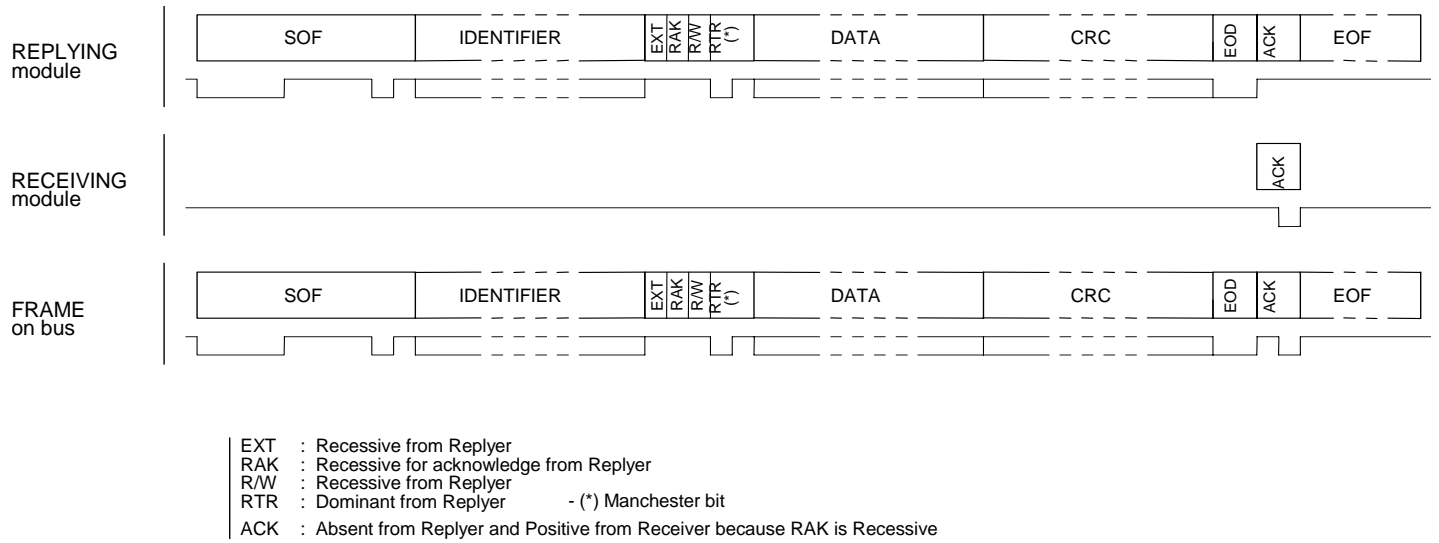 REPLYING
module
SOF IDENTIFIER EXT RAK R/W RTR (*) DATA CRC EOD ACK EOF
RECEIVING
module
ACK
FRAME
on bus
SOF IDENTIFIER EXT RAK R/W RTR (*) DATA CRC EOD ACK EOF
EXT : Recessive from Replyer
RAK : Recessive for acknowledge from Replyer
R/W : Recessive from Replyer
RTR : Dominant from Replyer - (*) Manchester bit
ACK : Absent from Replyer and Positive from Receiver because RAK is Recessive